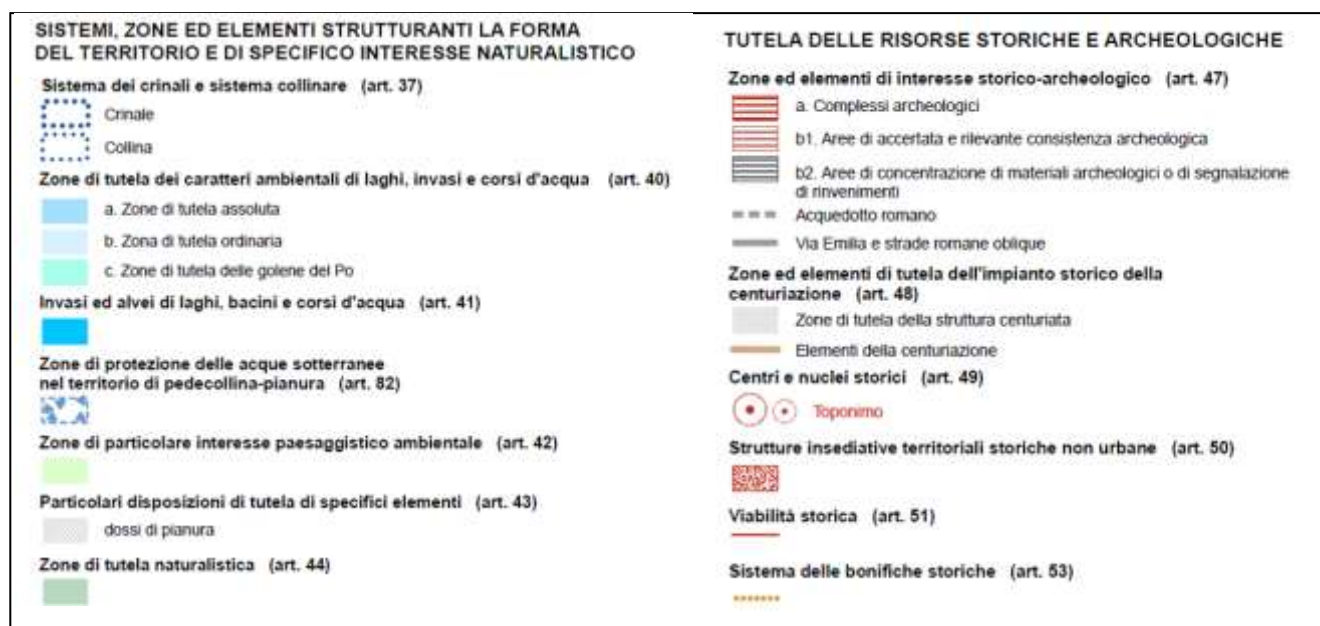 SISTEMI, ZONE ED ELEMENTI STRUTTURANTI LA FORMA
DEL TERRITORIO E DI SPECIFICO INTERESSE NATURALISTICO
Sistema dei crinali e sistema collinare (art. 37)
Crinale
Collina
Zone di tutela dei caratteri ambientali di laghi, invasi e corsi d'acqua (art. 40)
a. Zone di tutela assoluta
b. Zona di tutela ordinaria
c. Zone di tutela delle golene del Po
Invasi ed alvei di laghi, bacini e corsi d'acqua (art. 41)
Zone di protezione delle acque sotterranee
nel territorio di pedecollina-pianura (art. 82)
Zone di particolare interesse paesaggistico ambientale (art. 42)
Particolari disposizioni di tutela di specifici elementi (art. 43)
dossi di pianura
Zone di tutela naturalistica (art. 44)
TUTELA DELLE RISORSE STORICHE E ARCHEOLOGICHE
Zone ed elementi di interesse storico-archeologico (art. 47)
a. Complessi archeologici
b1. Aree di accertata e rilevante consistenza archeologica
b2. Aree di concentrazione di materiali archeologici o di segnalazione
di rinvenimenti
Acquedotto romano
Via Emilia e strade romane oblique
Zone ed elementi di tutela dell'impianto storico della
centuriazione (art. 48)
Zone di tutela della struttura centuriata
Elementi della centuriazione
Centri e nuclei storici (art. 49)
Toponimo
Strutture insediative territoriali storiche non urbane (art. 50)
Viabilità storica (art. 51)
Sistema delle bonifiche storiche (art. 53)